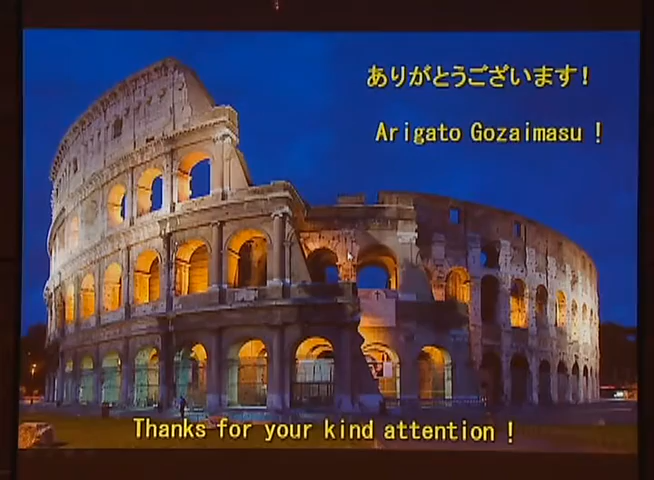 ありがとうございます！
Arigato Gozaimasu !
Thanks for your kind attention !